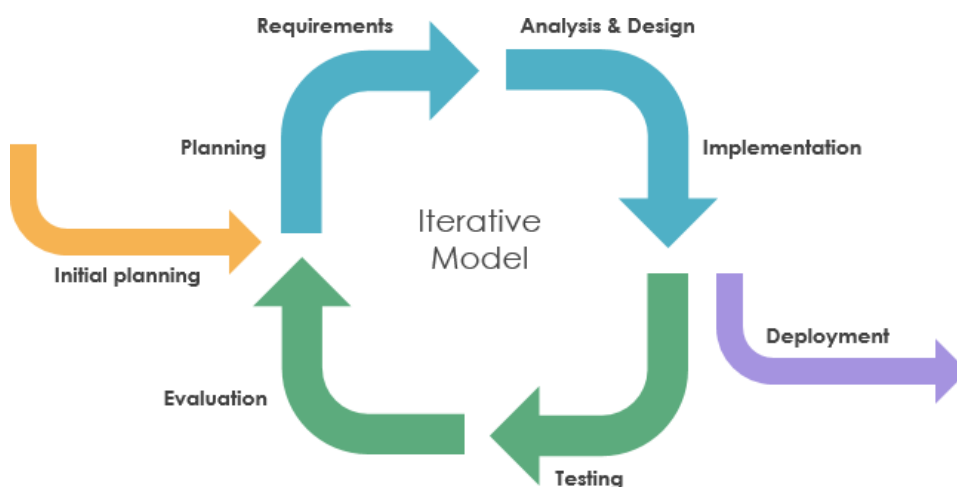 Requirements
Analysis & Design
Planning
Implementation
Iterative
Model
Initial planning
Deployment
Evaluation
Testing